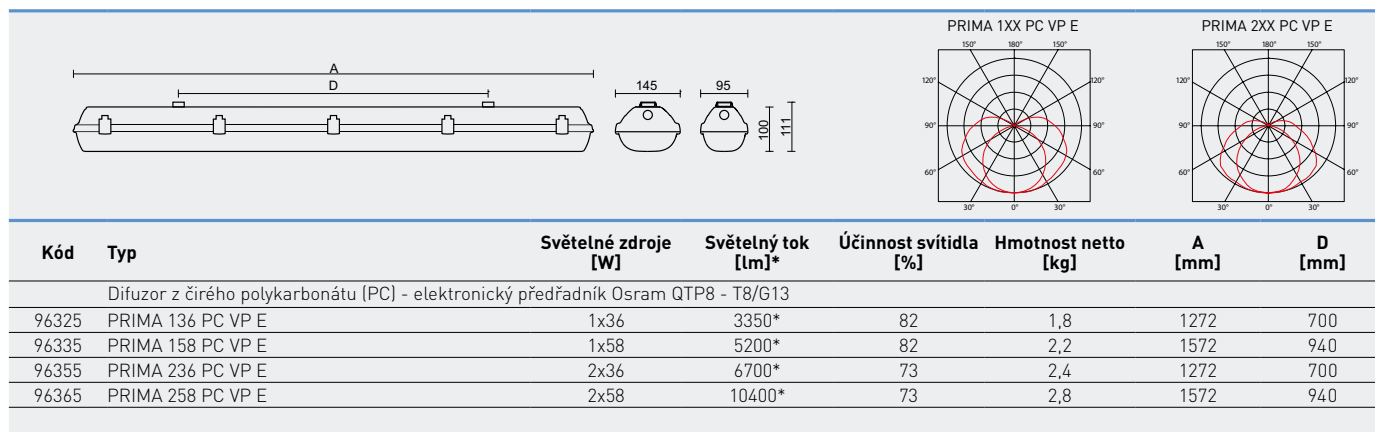 PRIMA 1XX PC VP E
PRIMA 2XX PC VP E
150° 180° 150°
150° 180° 150°
A
D
145
95
100
111
120° 120°
120° 120°
90° 90°
90° 90°
60° 60°
60° 60°
30° 0° 30°
30° 0° 30°
Kód Typ Světelné zdroje [W] Světelný tok [lm]* Účinnost svítidla [%] Hmotnost netto [kg] A [mm] D [mm]
Difuzor z čirého polykarbonátu (PC) - elektronický předřadník Osram QTP8 - T8/G13
96325 PRIMA 136 PC VP E 1x36 3350* 82 1,8 1272 700
96335 PRIMA 158 PC VP E 1x58 5200* 82 2,2 1572 940
96355 PRIMA 236 PC VP E 2x36 6700* 73 2,4 1272 700
96365 PRIMA 258 PC VP E 2x58 10400* 73 2,8 1572 940